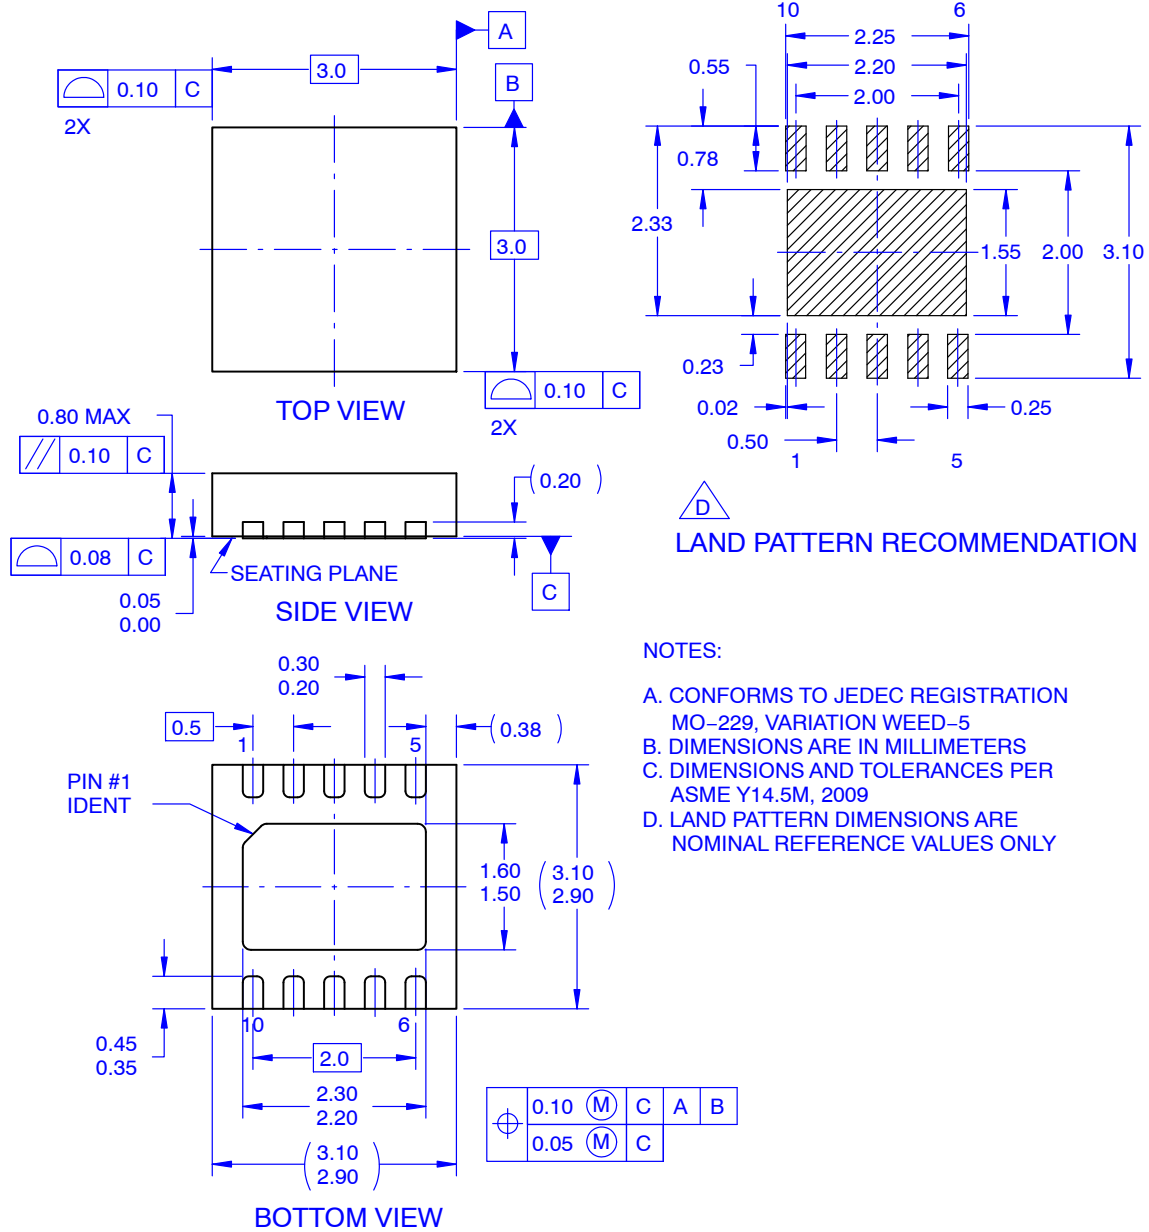 A
3.0
0.10 C
2X
B
3.0
0.10 C
2X
TOP VIEW
10 6
2.25
2.20
2.00
0.55
0.78
2.33
1.55
2.00
3.10
0.23
0.02
0.25
0.50
1 5
D
LAND PATTERN RECOMMENDATION
0.80 MAX
// 0.10 C
0.08 C
0.05
0.00
(0.20)
SEATING PLANE
C
SIDE VIEW
NOTES:
A. CONFORMS TO JEDEC REGISTRATION
MO−229, VARIATION WEED−5
B. DIMENSIONS ARE IN MILLIMETERS
C. DIMENSIONS AND TOLERANCES PER
ASME Y14.5M, 2009
D. LAND PATTERN DIMENSIONS ARE
NOMINAL REFERENCE VALUES ONLY
0.30
0.20
0.5
1 5
(0.38)
PIN #1
IDENT
1.60
1.50
(3.10
2.90)
0.45
0.35
10 6
2.0
2.30
2.20
(3.10
2.90)
0.10 Ⓜ C A B
0.05 Ⓜ C
BOTTOM VIEW